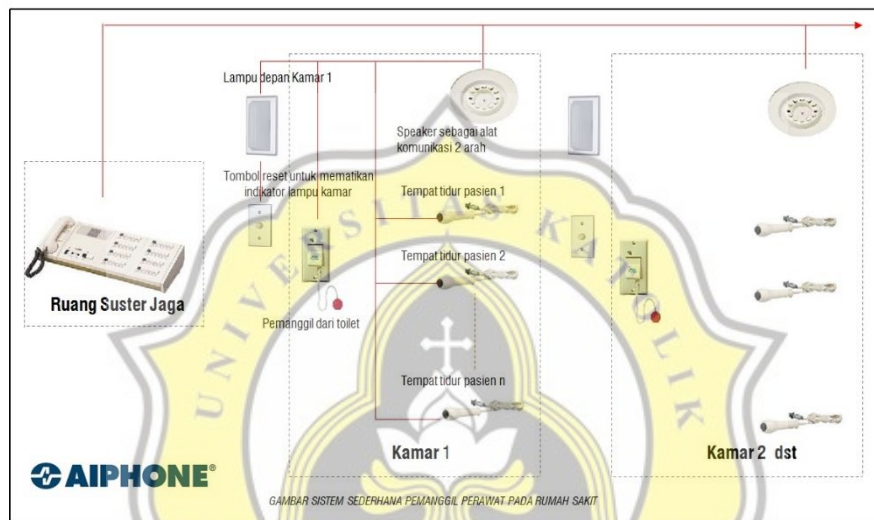 Lampu depan Kamar 1
Speaker sebagai alat
komunikasi 2 arah
Tombol reset untuk mematikan
indikator lampu kamar
Tempat tidur pasien 1
Tempat tidur pasien 2
Ruang Suster Jaga
Pemanggil dari toilet
Tempat tidur pasien n
Kamar 1
Kamar 2 dst
AIPHONE®
GAMBAR SISTEM SEDERHANA PEMANGGIL PERAWAT PADA RUMAH SAKIT
UNIVERSITAS KATOLIK